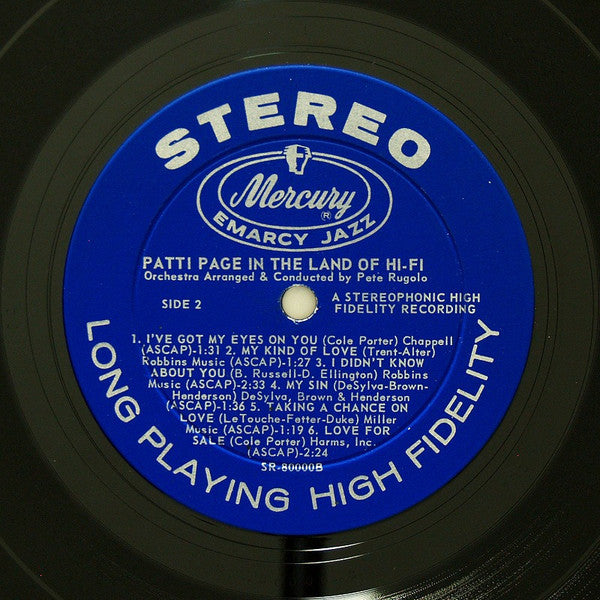 STEREO
Mercury
®
EMARCY JAZZ
PATTI PAGE IN THE LAND OF HI-FI
Orchestra Arranged & Conducted by Pete Rugolo
SIDE 2
A STEREOPHONIC HIGH
FIDELITY RECORDING
1. I'VE GOT MY EYES ON YOU (Cole Porter) Chappell
(ASCAP)-1:31 2. MY KIND OF LOVE (Trent-Alter)
Robbins Music (ASCAP)-1:27 3. I DIDN'T KNOW
ABOUT YOU (B. Russell-D. Ellington) Robbins
Music (ASCAP)-2:33 4. MY SIN (DeSylva-Brown-
Henderson) DeSylva, Brown & Henderson
(ASCAP)-1:36 5. TAKING A CHANCE ON
LOVE (LeTouche-Fetter-Duke) Miller
Music (ASCAP)-1:19 6. LOVE FOR
SALE (Cole Porter) Harms, Inc.
(ASCAP)-2:24
SR-80000B
LONG PLAYING HIGH FIDELITY